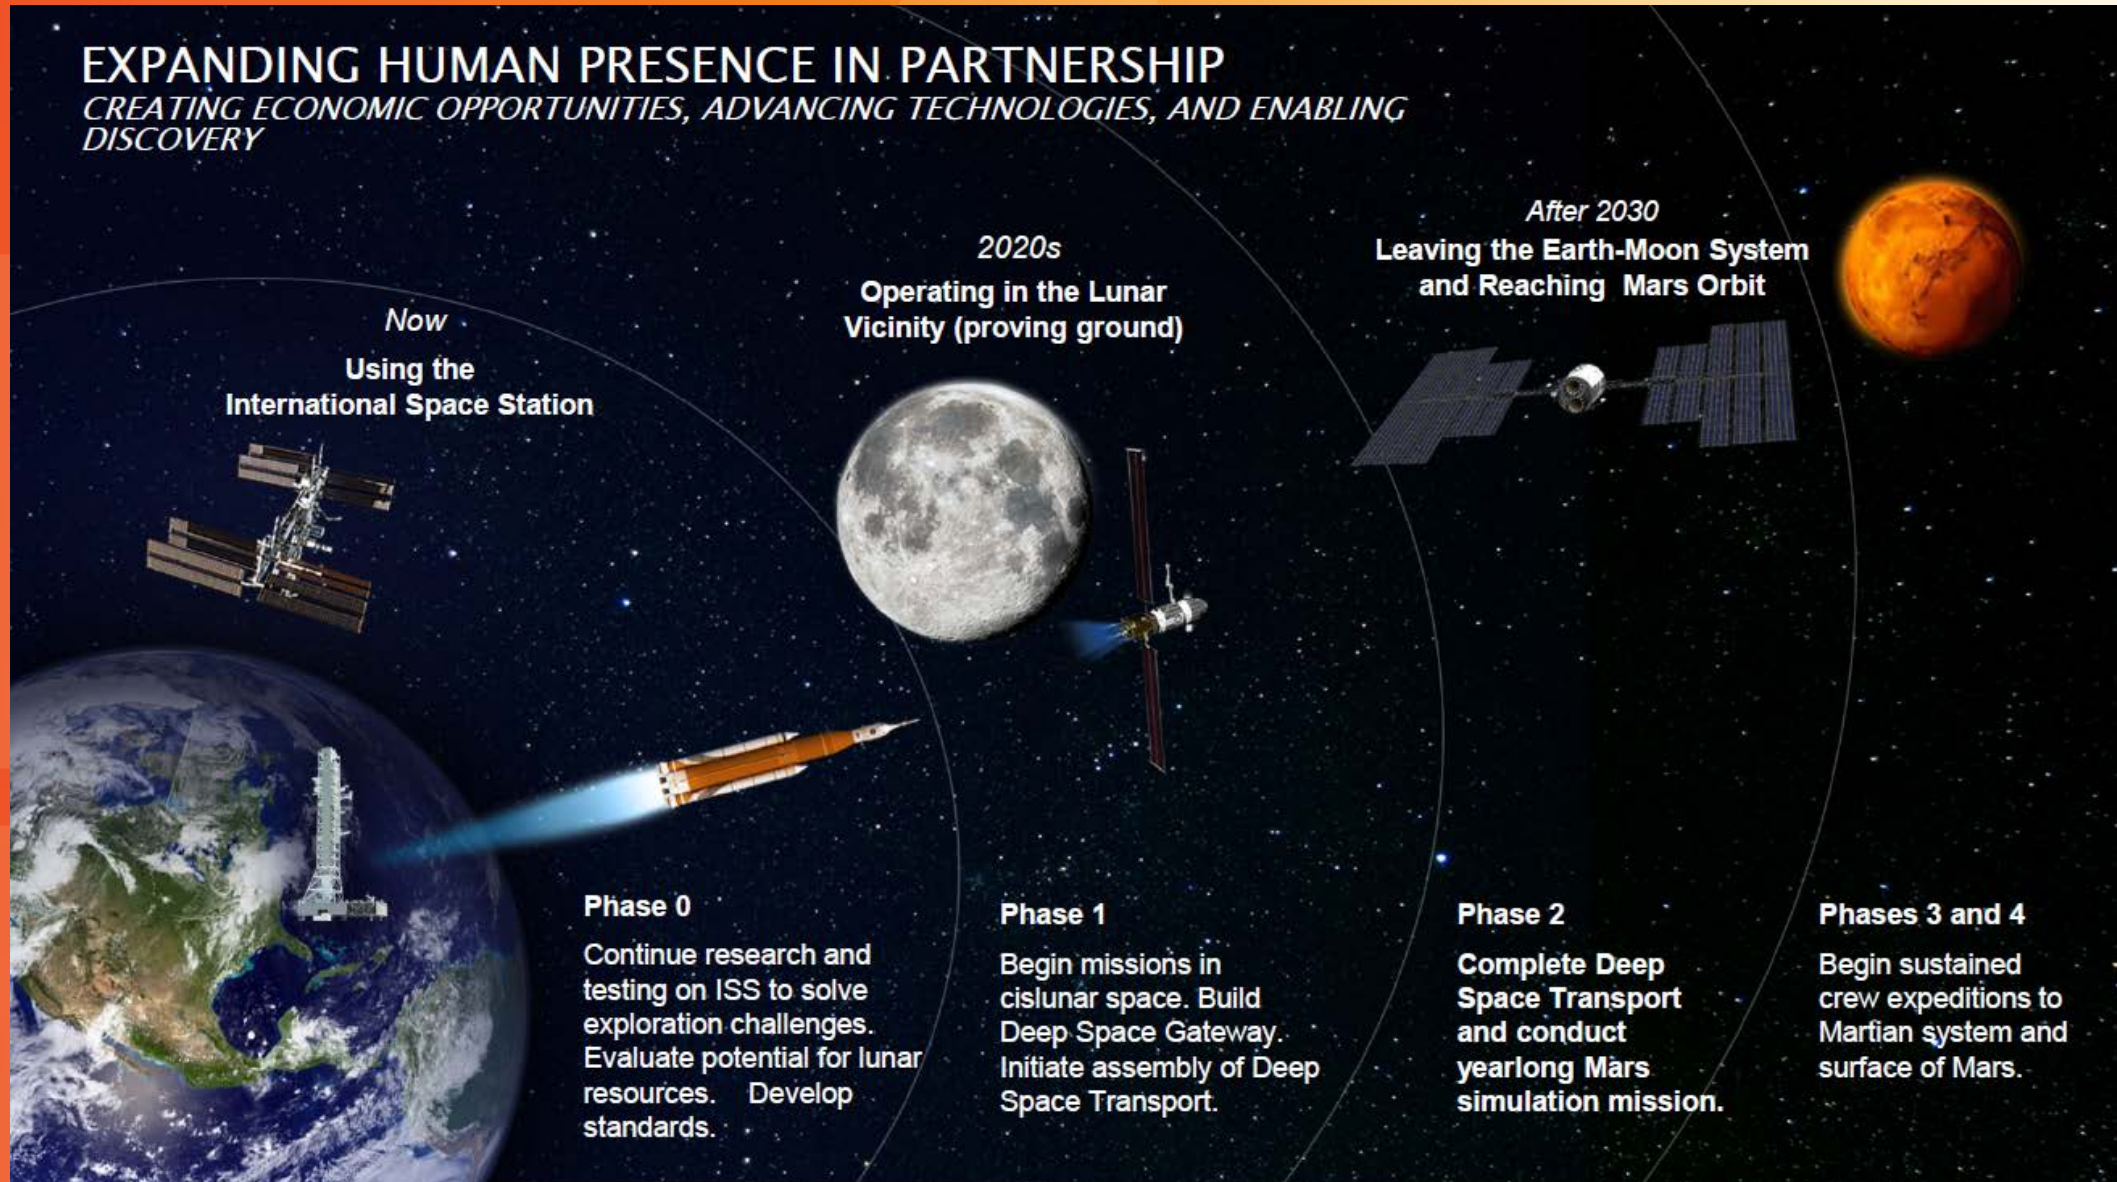 EXPANDING HUMAN PRESENCE IN PARTNERSHIP
CREATING ECONOMIC OPPORTUNITIES, ADVANCING TECHNOLOGIES, AND ENABLING
DISCOVERY
Now
Using the
International Space Station
2020s
Operating in the Lunar
Vicinity (proving ground)
After 2030
Leaving the Earth-Moon System
and Reaching Mars Orbit
Phase 0
Continue research and
testing on ISS to solve
exploration challenges.
Evaluate potential for lunar
resources. Develop
standards.
Phase 1
Begin missions in
cislunar space. Build
Deep Space Gateway.
Initiate assembly of Deep
Space Transport.
Phase 2
Complete Deep
Space Transport
and conduct
yearlong Mars
simulation mission.
Phases 3 and 4
Begin sustained
crew expeditions to
Martian system and
surface of Mars.